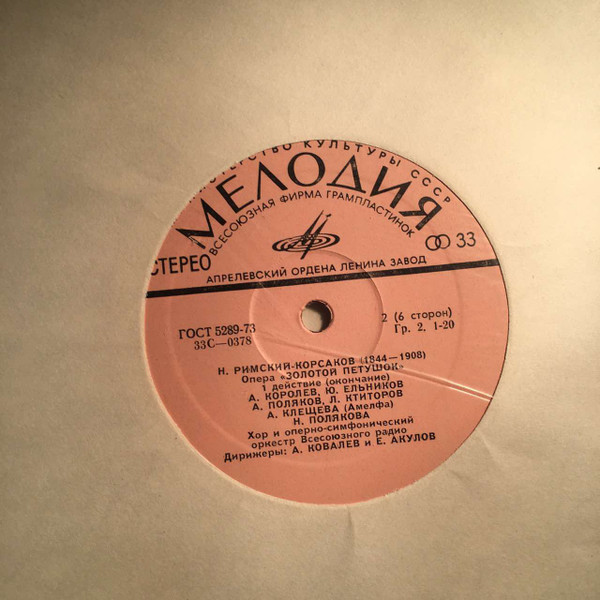 МИНИСТЕРСТВО КУЛЬТУРЫ СССР
МЕЛОДИЯ
ВСЕСОЮЗНАЯ ФИРМА ГРАМПЛАСТИНОК
СТЕРЕО
33
АПРЕЛЕВСКИЙ ОРДЕНА ЛЕНИНА ЗАВОД
ГОСТ 5289-73
33С—0378
2 (6 сторон)
Гр. 2, 1-20
Н. РИМСКИЙ-КОРСАКОВ (1844—1908)
Опера «ЗОЛОТОЙ ПЕТУШОК»
1 действие (окончание)
А. КОРОЛЕВ, Ю. ЕЛЬНИКОВ
А. ПОЛЯКОВ, Л. КТИТОРОВ
А. КЛЕЩЕВА (Амелфа)
Н. ПОЛЯКОВА
Хор и оперно-симфонический
оркестр Всесоюзного радио
Дирижеры: А. КОВАЛЕВ и Е. АКУЛОВ